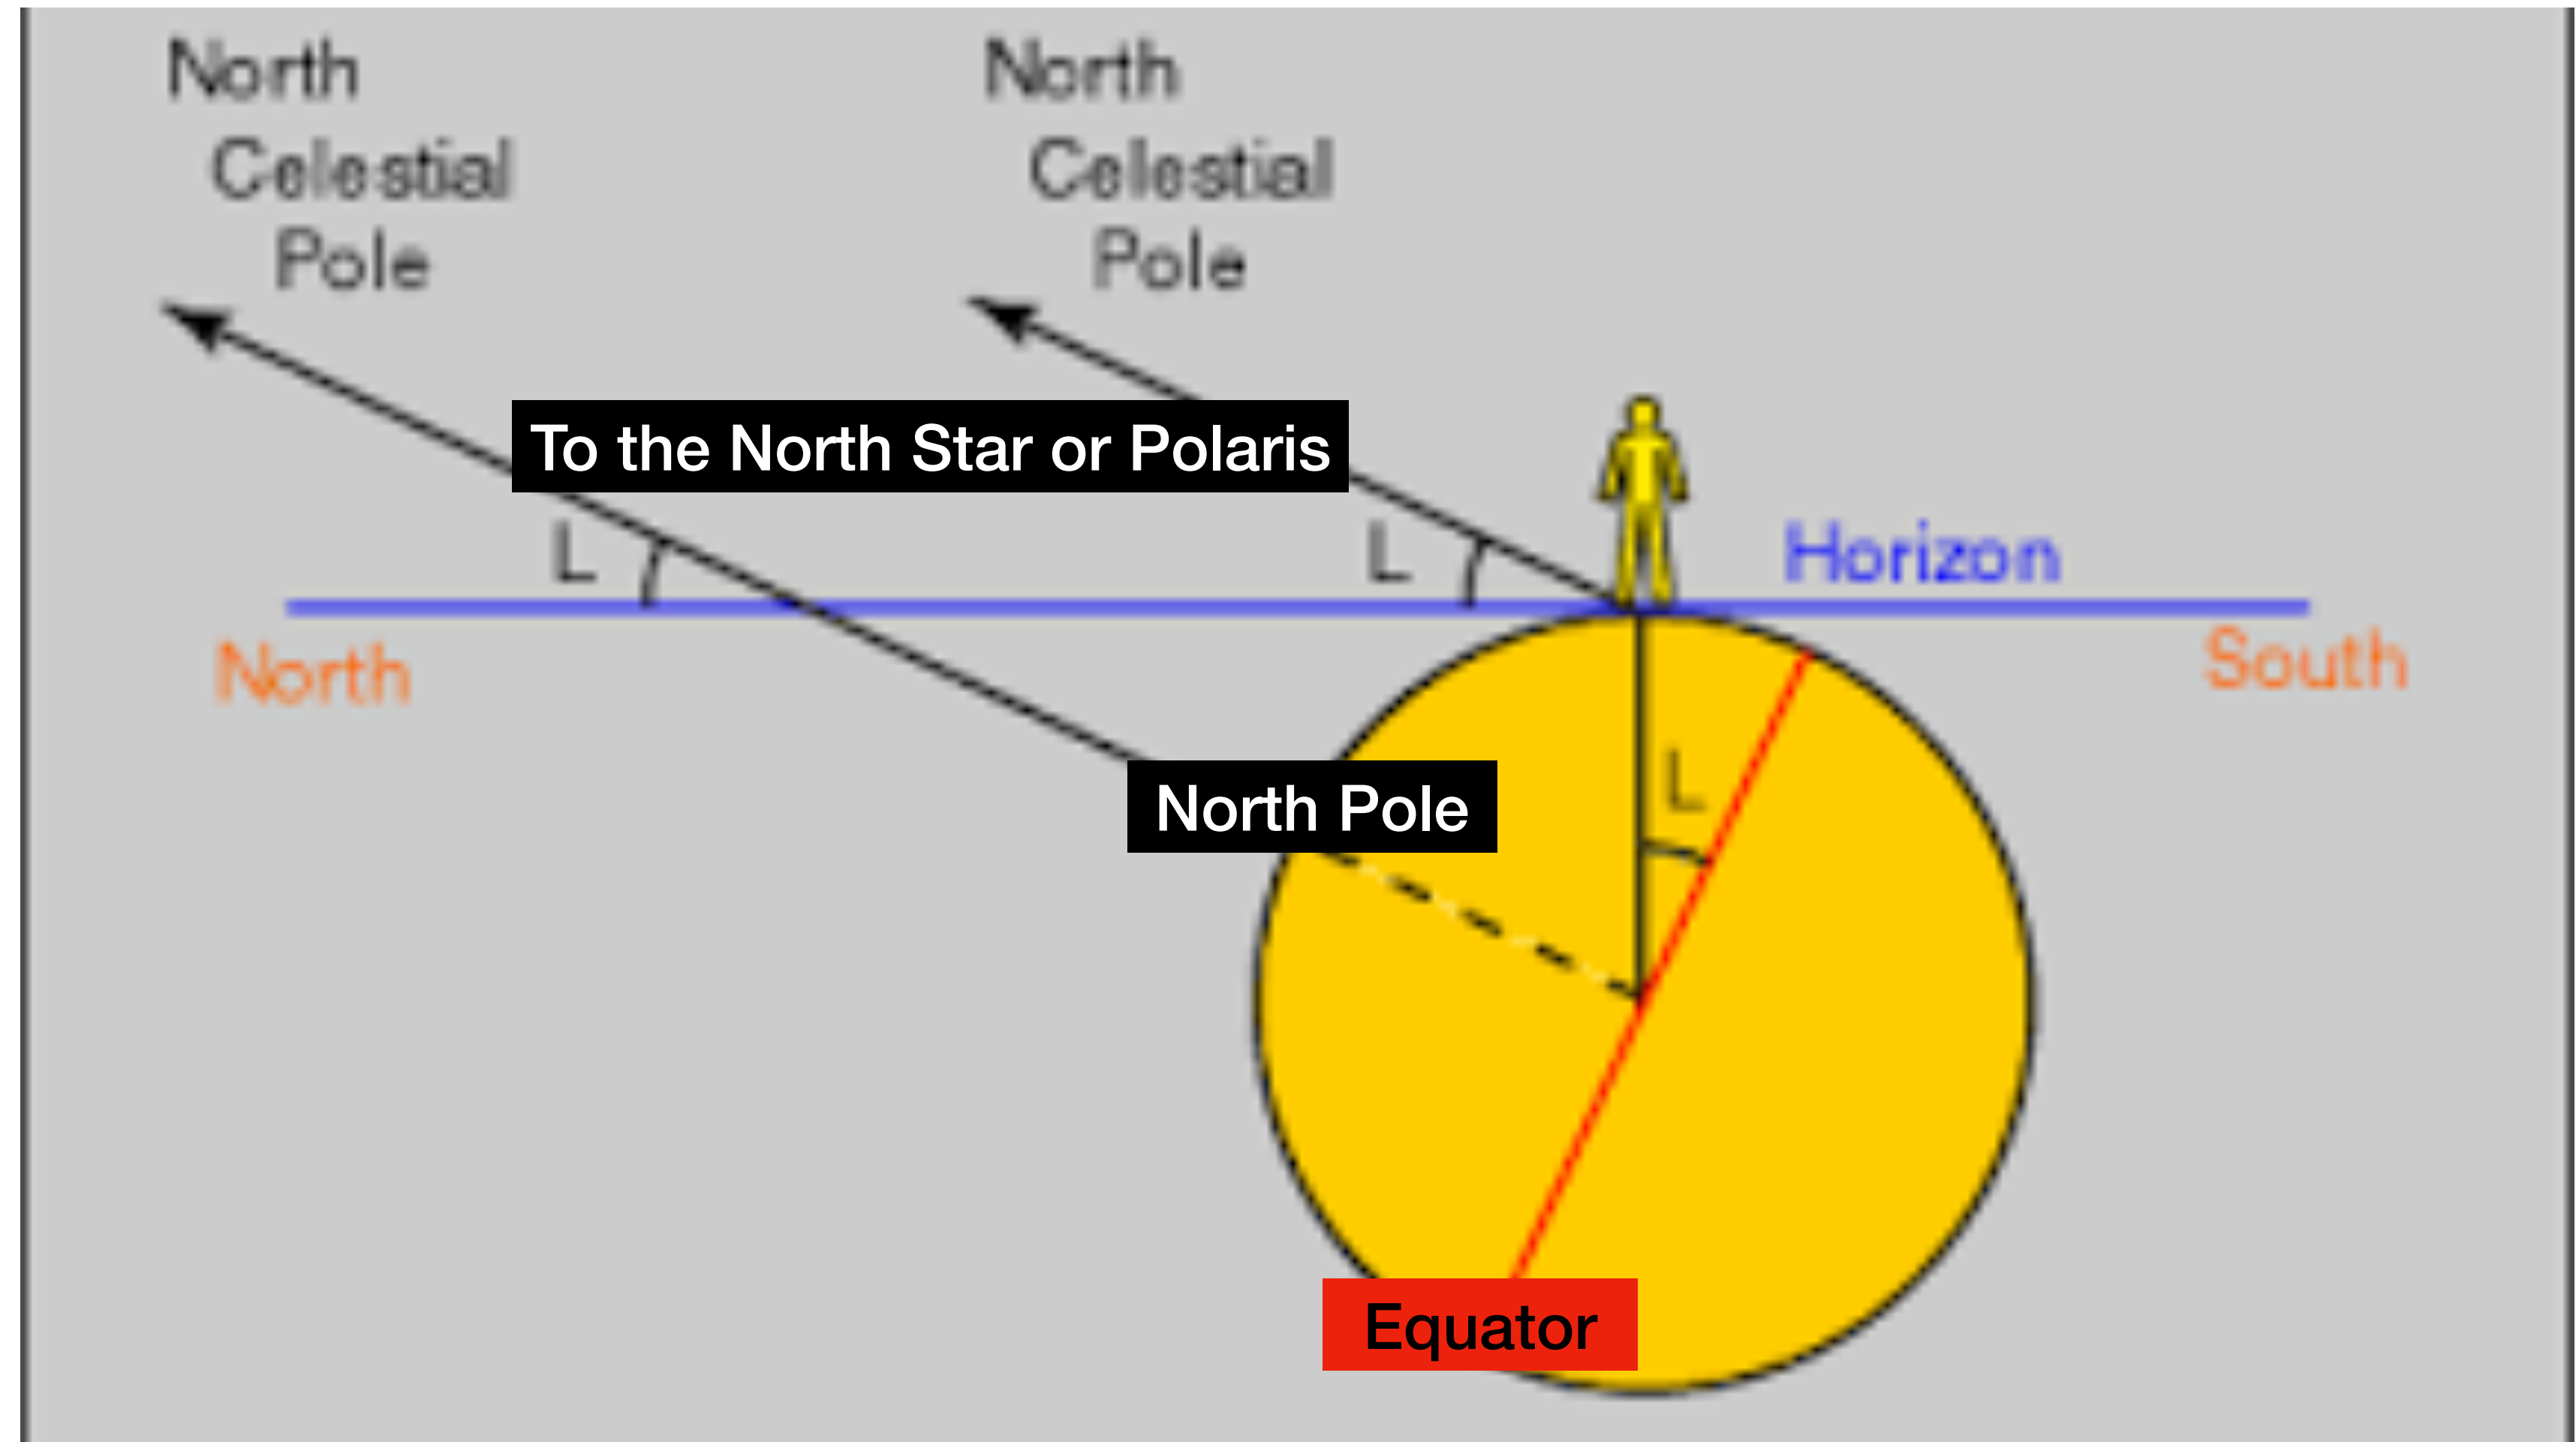 North
Celestial
Pole
North
Celestial
Pole
To the North Star or Polaris
L
L
Horizon
North
South
L
North Pole
Equator